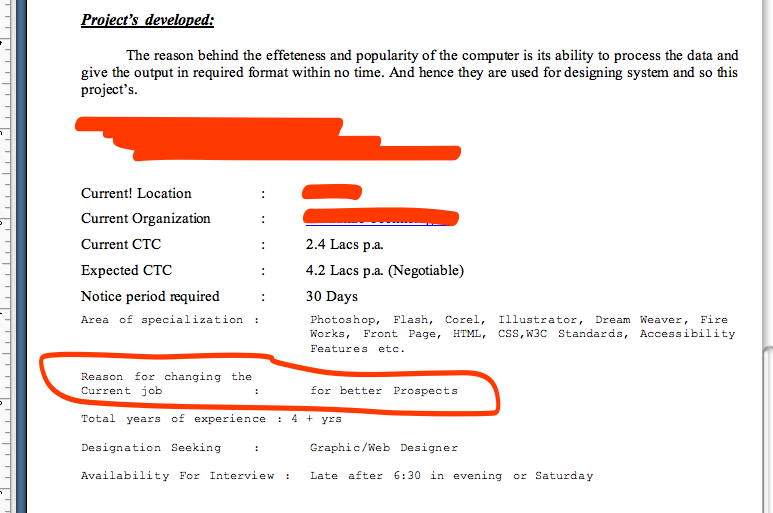 Project's developed:
The reason behind the effeteness and popularity of the computer is its ability to process the data and
give the output in required format within no time. And hence they are used for designing system and so this
project's.
Current! Location :
Current Organization :
Current CTC : 2.4 Lacs p.a.
Expected CTC : 4.2 Lacs p.a. (Negotiable)
Notice period required : 30 Days
Area of specialization : Photoshop, Flash, Corel, Illustrator, Dream Weaver, Fire
Works, Front Page, HTML, CSS,W3C Standards, Accessibility
Features etc.
Reason for changing the
Current job : for better Prospects
Total years of experience : 4 + yrs
Designation Seeking : Graphic/Web Designer
Availability For Interview : Late after 6:30 in evening or Saturday